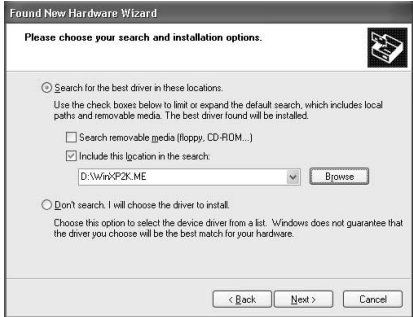 Found New Hardware Wizard
Please choose your search and installation options.
Search for the best driver in these locations.
Use the check boxes below to limit or expand the default search, which includes local
paths and removable media. The best driver found will be installed.
Search removable media (floppy, CD-ROM...)
Include this location in the search:
D:\WinXP2K.ME
Browse
Don't search. I will choose the driver to install.
Choose this option to select the device driver from a list. Windows does not guarantee that
the driver you choose will be the best match for your hardware.
< Back
Next >
Cancel